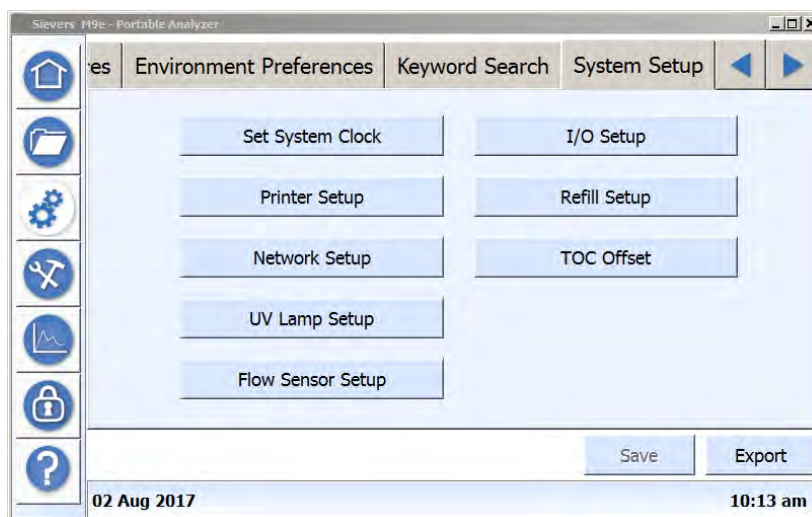 Sievers M9e - Portable Analyzer
es Environment Preferences Keyword Search System Setup
Set System Clock I/O Setup
Printer Setup Refill Setup
Network Setup TOC Offset
UV Lamp Setup
Flow Sensor Setup
?
Save Export
02 Aug 2017 10:13 am